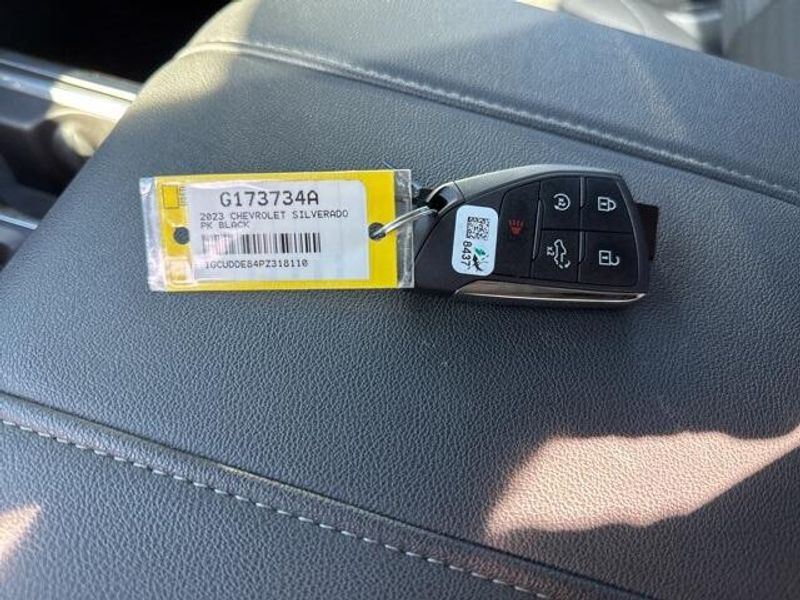 G173734A
2023 CHEVROLET SILVERADO
PK BLACK
1GCUDDE84PZ318110
8437